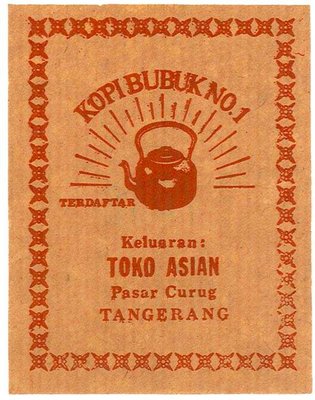 KOPI BUBUK NO.1
TERDAFTAR
Keluaran:
TOKO ASIAN
Pasar Curug
TANGERANG